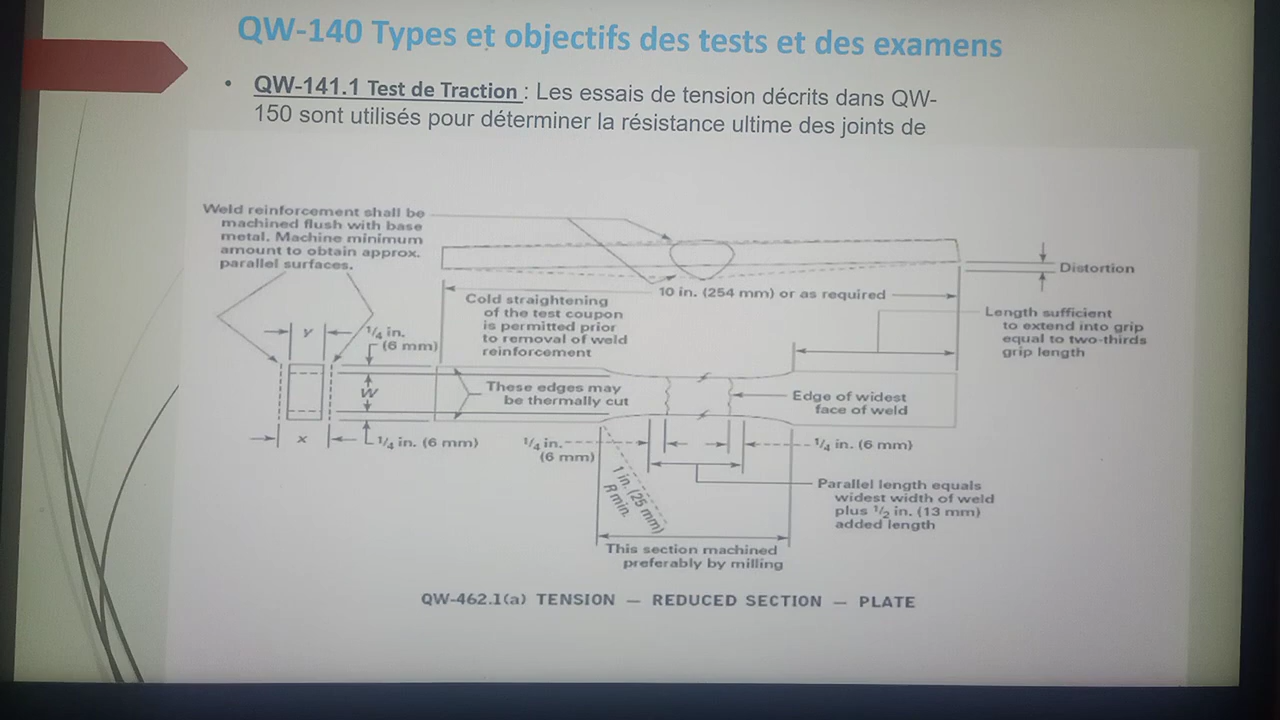 QW-140 Types et objectifs des tests et des examens
• QW-141.1 Test de Traction : Les essais de tension décrits dans QW-
150 sont utilisés pour déterminer la résistance ultime des joints de
Weld reinforcement shall be
machined flush with base
metal. Machine minimum
amount to obtain approx.
parallel surfaces.
Distortion
10 in. (254 mm) or as required
Cold straightening
of the test coupon
is permitted prior
to removal of weld
reinforcement
Length sufficient
to extend into grip
equal to two-thirds
grip length
y
1/4 in.
(6 mm)
W
These edges may
be thermally cut
Edge of widest
face of weld
x
1/4 in. (6 mm)
1/4 in.
(6 mm)
1/4 in. (6 mm)
1 in. (25 mm)
R min.
Parallel length equals
widest width of weld
plus 1/2 in. (13 mm)
added length
This section machined
preferably by milling
QW-462.1(a) TENSION — REDUCED SECTION — PLATE